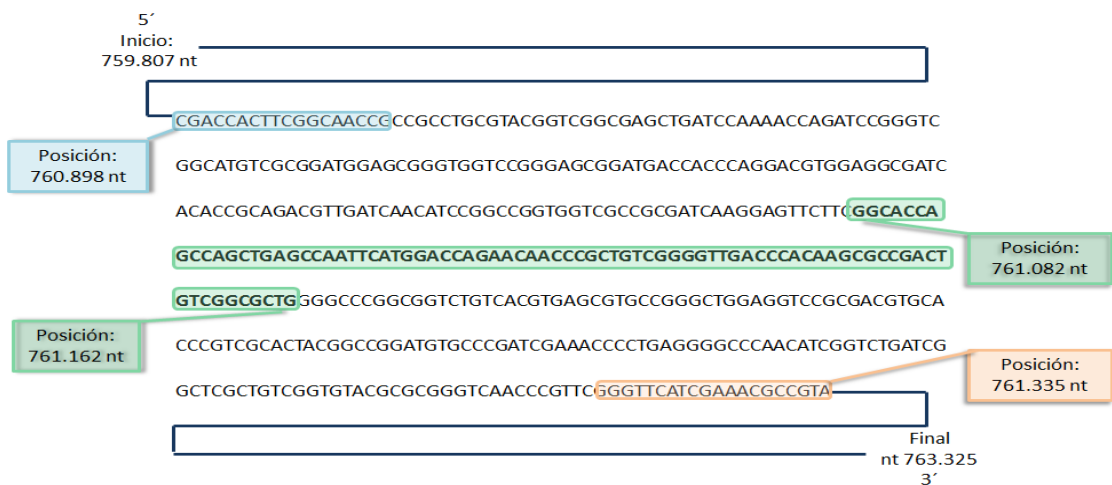 5´
Inicio:
759.807 nt
CGACCACTTCGGCAACCGCCGCCTGCGTACGGTCGGCGAGCTGATCCAAAACCAGATCCGGGTC
Posición:
760.898 nt
GGCATGTCGCGGATGGAGCGGGTGGTCCGGGAGCGGATGACCACCCAGGACGTGGAGGCGATC
ACACCGCAGACGTTGATCAACATCCGGCCGGTGGTCGCCGCGATCAAGGAGTTCTTCGGCACCA
GCCAGCTGAGCCAATTCATGGACCAGAACAACCCGCTGTCGGGGTTGACCCACAAGCGCCGACT
Posición:
761.082 nt
GTCGGCGCTGGGGCCCGGCGGTCTGTCACGTGAGCGTGCCGGGCTGGAGGTCCGCGACGTGCA
Posición:
761.162 nt
CCCGTCGCACTACGGCCGGATGTGCCCGATCGAAACCCCTGAGGGGCCCAACATCGGTCTGATCG
Posición:
761.335 nt
GCTCGCTGTCGGTGTACGCGCGGGTCAACCCGTTCGGGTTCATCGAAACGCCGTA
Final
nt 763.325
3´